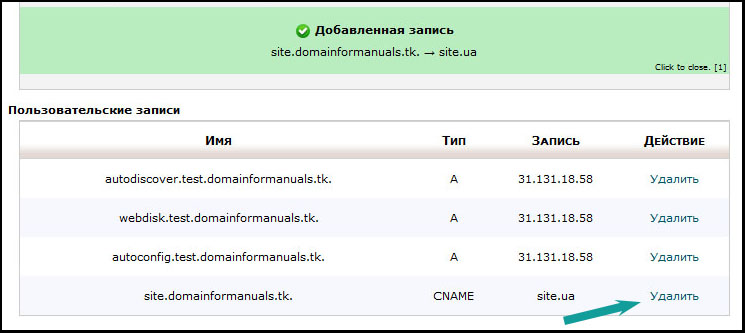 Добавленная запись
site.domainformanuals.tk. → site.ua
Click to close. [1]
Пользовательские записи
Имя Тип Запись Действие
autodiscover.test.domainformanuals.tk. A 31.131.18.58 Удалить
webdisk.test.domainformanuals.tk. A 31.131.18.58 Удалить
autoconfig.test.domainformanuals.tk. A 31.131.18.58 Удалить
site.domainformanuals.tk. CNAME site.ua Удалить